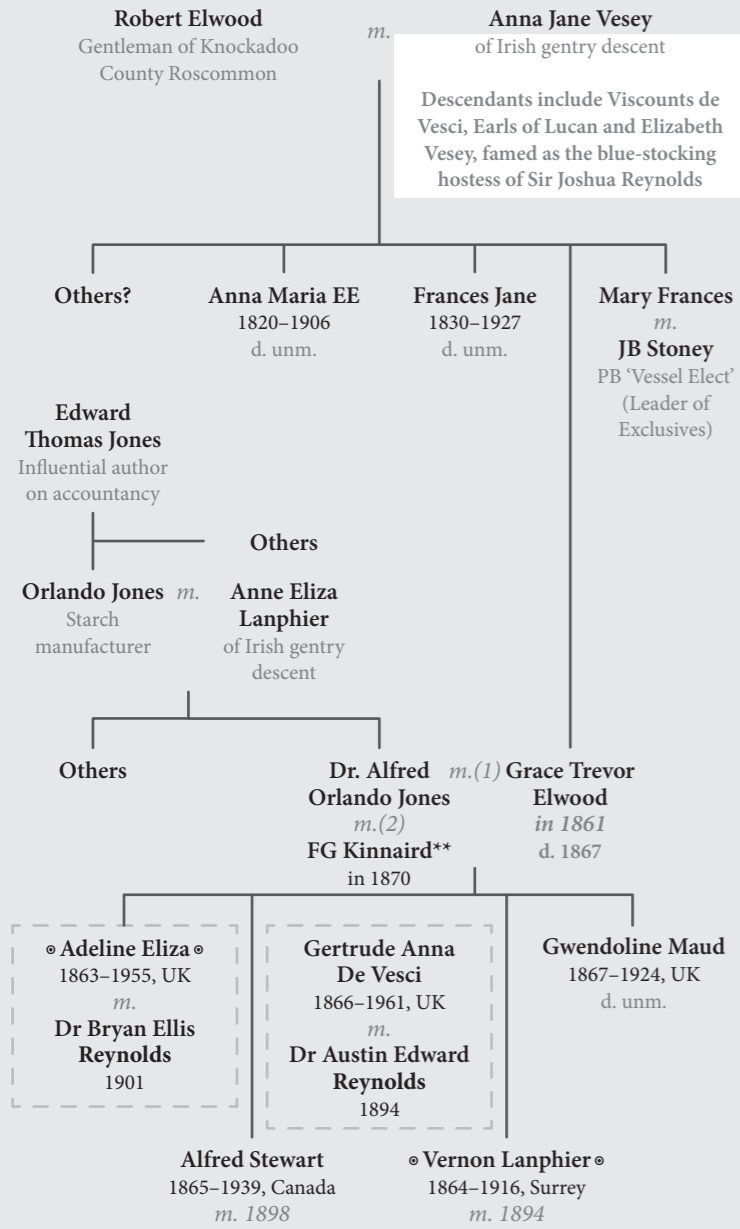 Robert Elwood
Gentleman of Knockadoo
County Roscommon
m.
Anna Jane Vesey
of Irish gentry descent
Descendants include Viscounts de
Vesci, Earls of Lucan and Elizabeth
Vesey, famed as the blue-stocking
hostess of Sir Joshua Reynolds
Others?
Anna Maria EE
1820–1906
d. unm.
Frances Jane
1830–1927
d. unm.
Mary Frances
m.
JB Stoney
PB ‘Vessel Elect’
(Leader of
Exclusives)
Edward
Thomas Jones
Influential author
on accountancy
Others
Orlando Jones
Starch
manufacturer
m.
Anne Eliza
Lanphier
of Irish gentry
descent
Others
Dr. Alfred
Orlando Jones
m.(2)
FG Kinnaird**
in 1870
m.(1)
Grace Trevor
Elwood
in 1861
d. 1867
⊙ Adeline Eliza ⊙
1863–1955, UK
m.
Dr Bryan Ellis
Reynolds
1901
Gertrude Anna
De Vesci
1866–1961, UK
m.
Dr Austin Edward
Reynolds
1894
Gwendoline Maud
1867–1924, UK
d. unm.
Alfred Stewart
1865–1939, Canada
m. 1898
⊙ Vernon Lanphier ⊙
1864–1916, Surrey
m. 1894